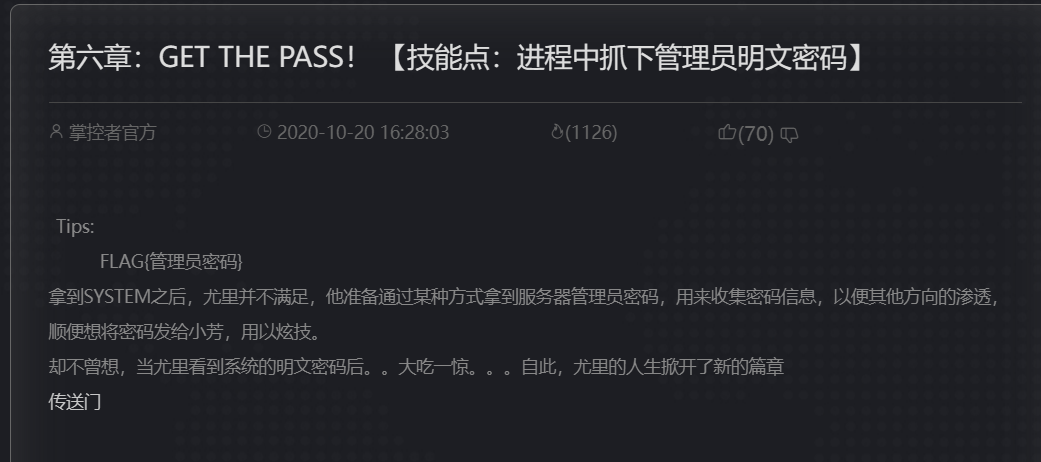 第六章：GET THE PASS！ 【技能点：进程中抓下管理员明文密码】
掌控者官方 2020-10-20 16:28:03 (1126) (70)
Tips:
FLAG{管理员密码}
拿到SYSTEM之后，尤里并不满足，他准备通过某种方式拿到服务器管理员密码，用来收集密码信息，以便其他方向的渗透，
顺便想将密码发给小芳，用以炫技。
却不曾想，当尤里看到系统的明文密码后。。大吃一惊。。。自此，尤里的人生掀开了新的篇章
传送门